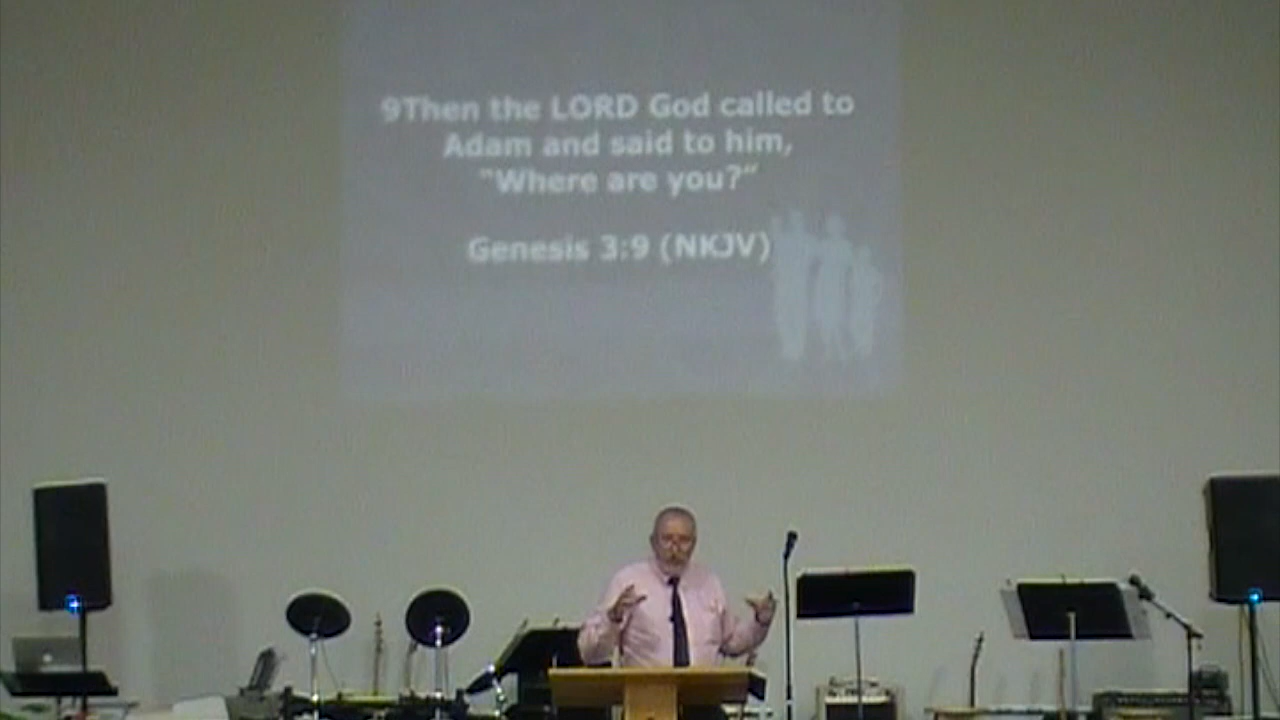 9Then the LORD God called to
Adam and said to him,
"Where are you?"
Genesis 3:9 (NKJV)